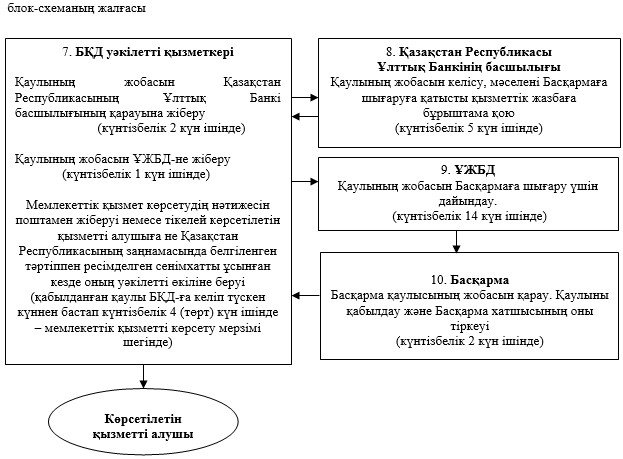 блок-схеманың жалғасы
7. БҚД уәкілетті қызметкері
Қаулының жобасын Қазақстан
Республикасының Ұлттық Банкі
басшылығының қарауына жіберу
(күнтізбелік 2 күн ішінде)
Қаулының жобасын ҰЖБД-не жіберу
(күнтізбелік 1 күн ішінде)
Мемлекеттік қызмет көрсетудің нәтижесін
поштамен жіберуі немесе тікелей көрсетілетін
қызметті алушыға не Қазақстан
Республикасының заңнамасында белгіленген
тәртіппен ресімделген сенімхатты ұсынған
кезде оның уәкілетті өкіліне беруі
(қабылданған қаулы БҚД-ға келіп түскен
күннен бастап күнтізбелік 4 (төрт) күн ішінде
– мемлекеттік қызметті көрсету мерзімі
шегінде)
8. Қазақстан Республикасы
Ұлттық Банкінің басшылығы
Қаулының жобасын келісу, мәселені Басқармаға
шығаруға қатысты қызметтік жазбаға
бұрыштама қою
(күнтізбелік 5 күн ішінде)
9. ҰЖБД
Қаулының жобасын Басқармаға шығару үшін
дайындау.
(күнтізбелік 14 күн ішінде)
10. Басқарма
Басқарма қаулысының жобасын қарау. Қаулыны
қабылдау және Басқарма хатшысының оны
тіркеуі
(күнтізбелік 2 күн ішінде)
Көрсетілетін
қызметті алушы